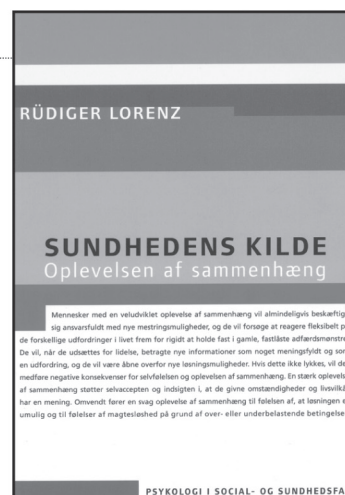 RÜDIGER LORENZ
SUNDHEDENS KILDE
Oplevelsen af sammenhæng
Mennesker med en veludviklet oplevelse af sammenhæng vil almindeligvis beskæftig
sig ansvarsfuldt med nye mestringsmuligheder, og de vil forsøge at reagere fleksibelt p
de forskellige udfordringer i livet frem for rigidt at holde fast i gamle, fastlåste adfærdsmønstre
De vil, når de udsættes for lidelse, betragte nye informationer som noget meningsfyldt og som
en udfordring, og de vil være åbne overfor nye løsningsmuligheder. Hvis dette ikke lykkes, vil de
medføre negative konsekvenser for selvfølelsen og oplevelsen af sammenhæng. En stærk oplevels
af sammenhæng støtter selvaccepten og indsigten i, at de givne omstændigheder og livsvilkå
har en mening. Omvendt fører en svag oplevelse af sammenhæng til følelsen af, at løsningen e
umulig og til følelser af magtesløshed på grund af over- eller underbelastende betingelse
PSYKOLOGI I SOCIAL- OG SUNDHEDSFA